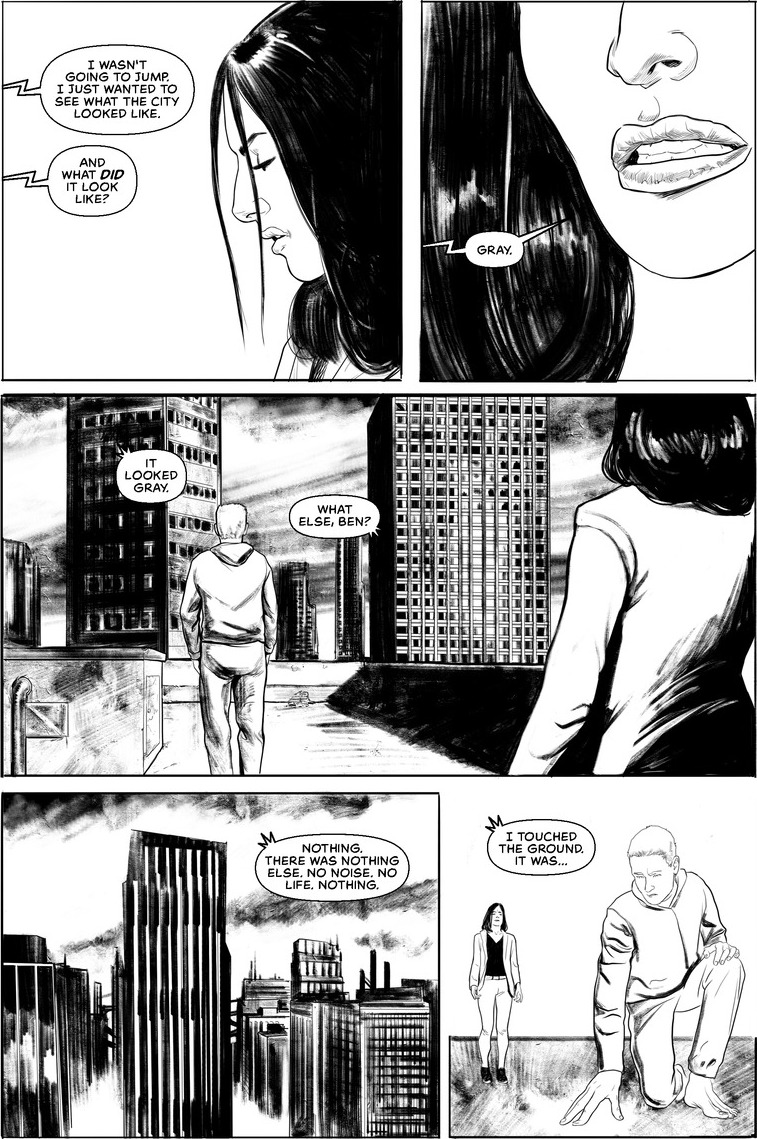 I WASN'T
GOING TO JUMP.
I JUST WANTED TO
SEE WHAT THE CITY
LOOKED LIKE.
AND
WHAT DID
IT LOOK
LIKE?
GRAY.
IT
LOOKED
GRAY.
WHAT
ELSE, BEN?
NOTHING.
THERE WAS NOTHING
ELSE. NO NOISE. NO
LIFE. NOTHING.
I TOUCHED
THE GROUND.
IT WAS...